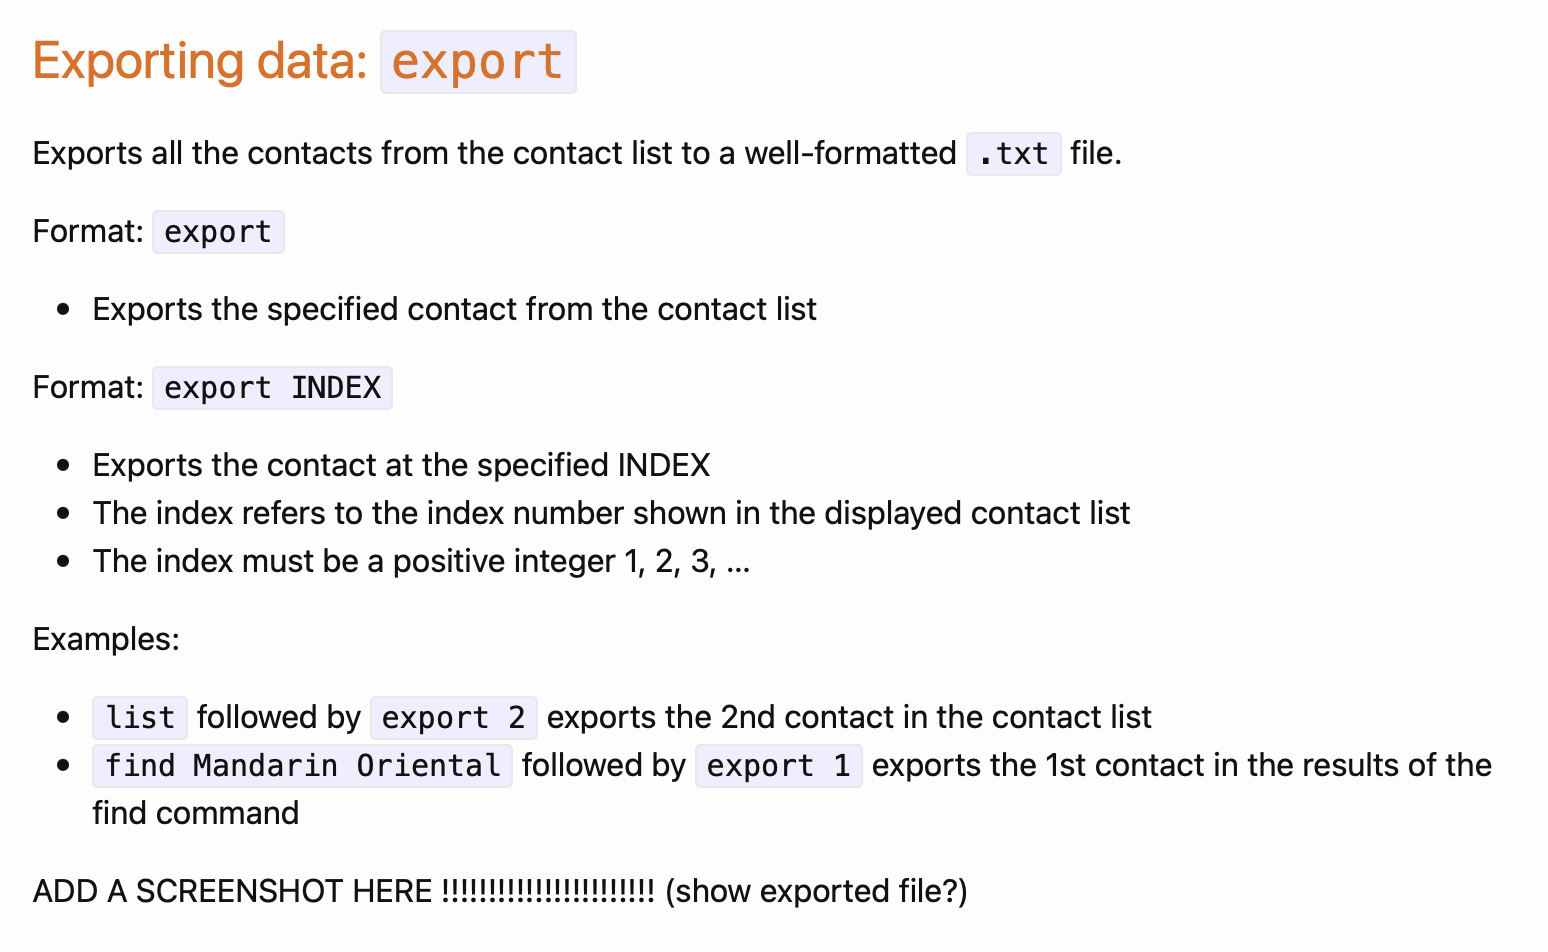 Exporting data: export
Exports all the contacts from the contact list to a well-formatted .txt file.
Format: export
• Exports the specified contact from the contact list
Format: export INDEX
• Exports the contact at the specified INDEX
• The index refers to the index number shown in the displayed contact list
• The index must be a positive integer 1, 2, 3, ...
Examples:
• list followed by export 2 exports the 2nd contact in the contact list
• find Mandarin Oriental followed by export 1 exports the 1st contact in the results of the
find command
ADD A SCREENSHOT HERE !!!!!!!!!!!!!!!!!!!!!!!! (show exported file?)